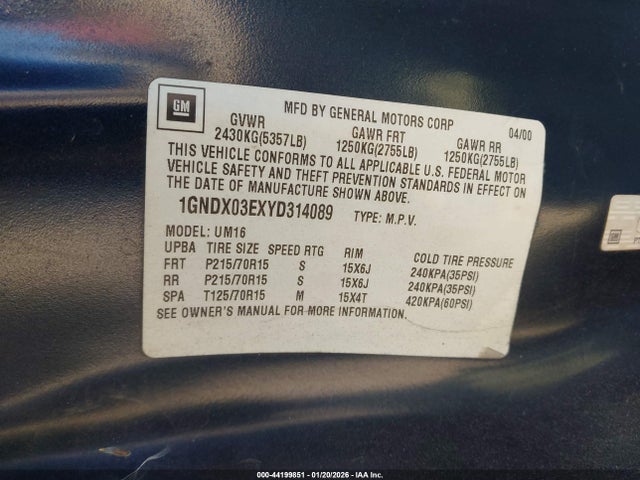 GM
MFD BY GENERAL MOTORS CORP 04/00
GVWR GAWR FRT GAWR RR
2430KG(5357LB) 1250KG(2755LB) 1250KG(2755LB)
THIS VEHICLE CONFORMS TO ALL APPLICABLE U.S. FEDERAL MOTOR
VEHICLE SAFETY AND THEFT PREVENTION STANDARDS IN EFFECT ON
THE DATE OF MANUFACTURE SHOWN ABOVE.
1GNDX03EXYD314089 TYPE: M.P.V.
MODEL: UM16
UPBA TIRE SIZE SPEED RTG RIM COLD TIRE PRESSURE
FRT P215/70R15 S 15X6J 240KPA(35PSI)
RR P215/70R15 S 15X6J 240KPA(35PSI)
SPA T125/70R15 M 15X4T 420KPA(60PSI)
SEE OWNER'S MANUAL FOR MORE INFORMATION.
000-44199851 | 01/20/2026 - IAA Inc.